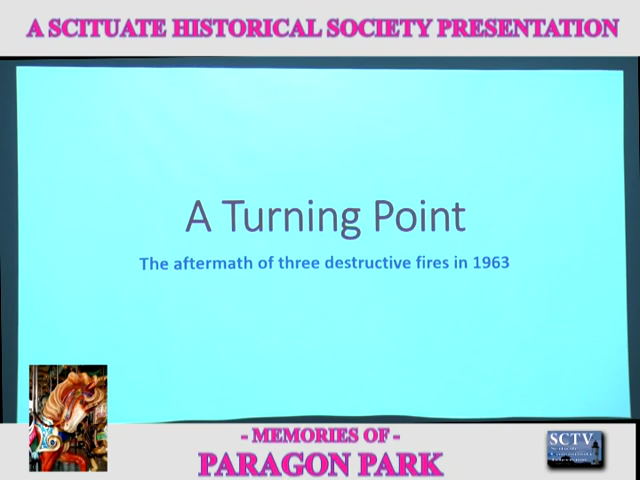 A SCITUATE HISTORICAL SOCIETY PRESENTATION
A Turning Point
The aftermath of three destructive fires in 1963
- MEMORIES OF -
PARAGON PARK
SCTV